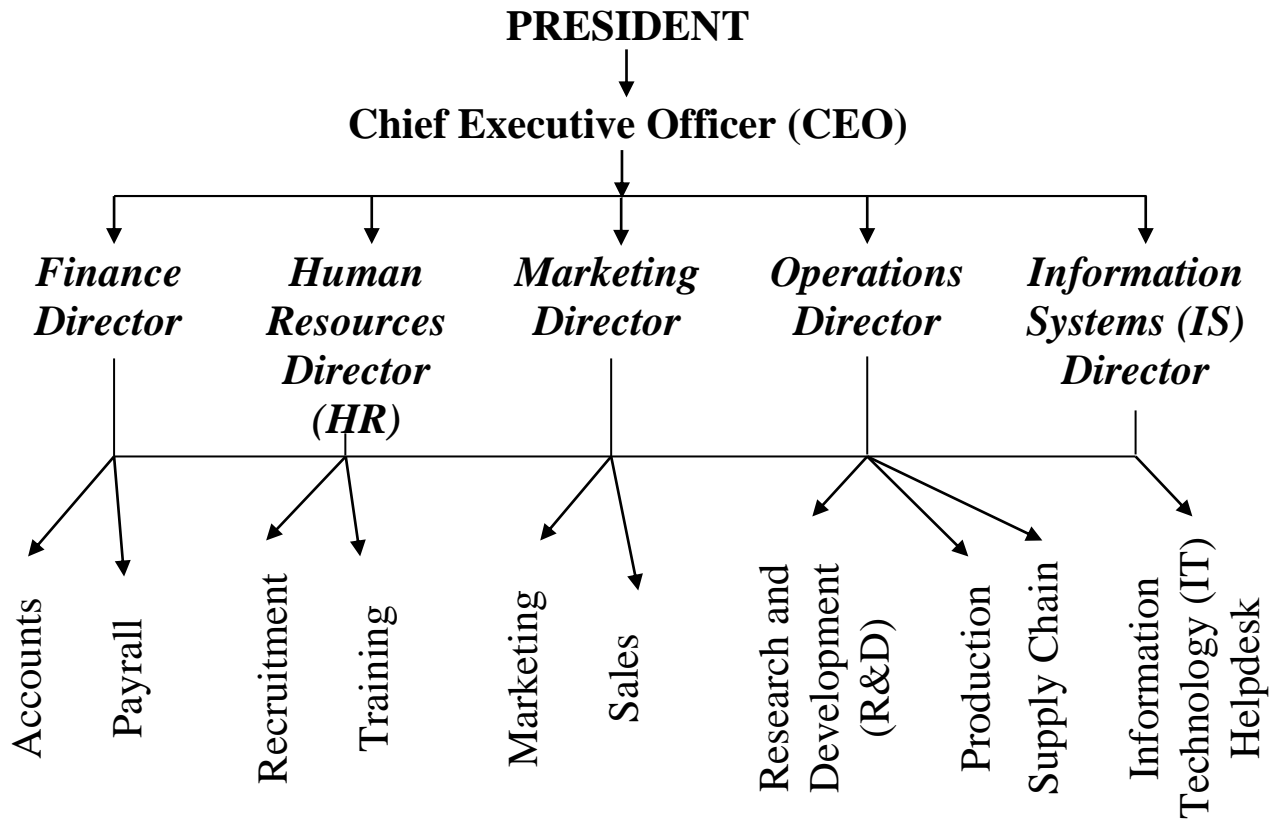 PRESIDENT
Chief Executive Officer (CEO)
Finance
Director
Human
Resources
Director
(HR)
Marketing
Director
Operations
Director
Information
Systems (IS)
Director
Accounts
Payrall
Recruitment
Training
Marketing
Sales
Research and
Development
(R&D)
Production
Supply Chain
Information
Technology (IT)
Helpdesk